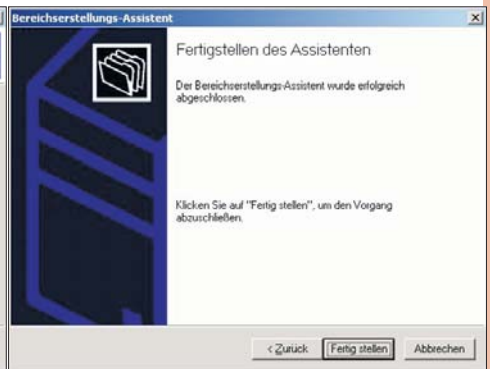 Bereichserstellungs-Assistent
Fertigstellen des Assistenten
Der Bereichserstellungs-Assistent wurde erfolgreich
abgeschlossen.
Klicken Sie auf "Fertig stellen", um den Vorgang
abzuschließen.
< Zurück Fertig stellen Abbrechen